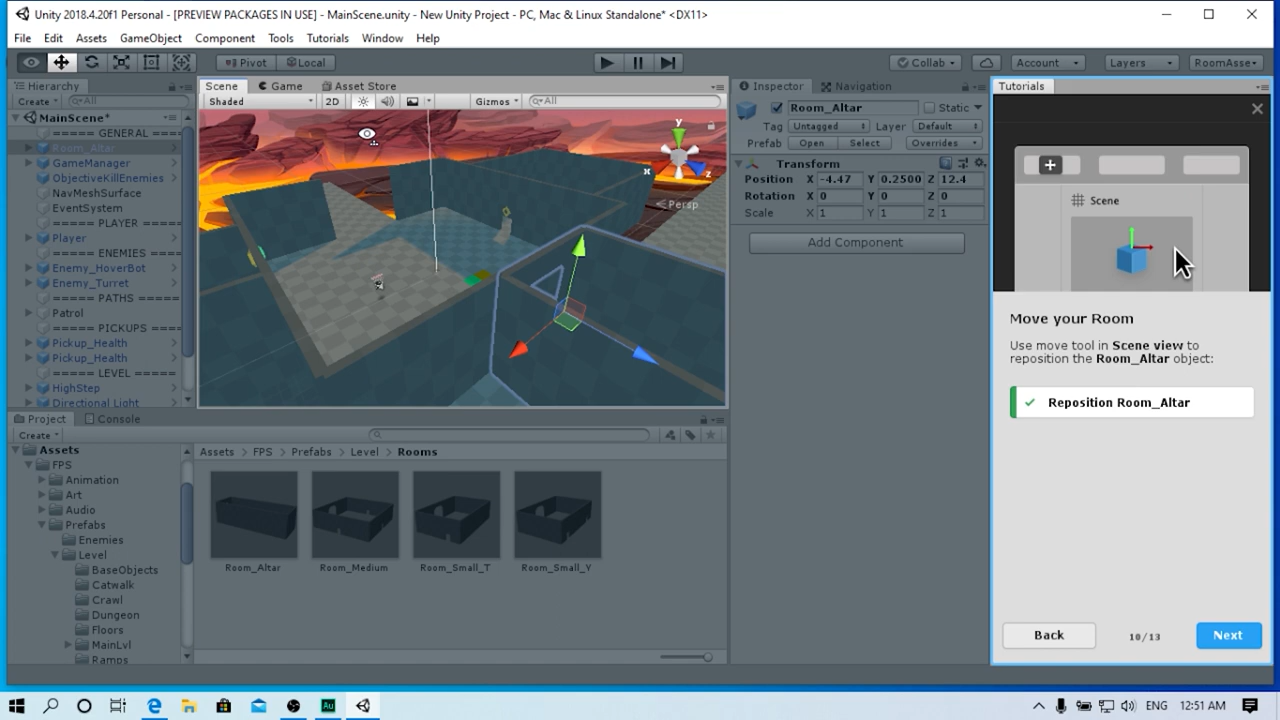 Unity 2018.4.20f1 Personal - [PREVIEW PACKAGES IN USE] - MainScene.unity - New Unity Project - PC, Mac & Linux Standalone* <DX11>
File Edit Assets GameObject Component Tools Tutorials Window Help
Pivot Local Collab Account Layers RoomAsse
Hierarchy
Create All
MainScene*
===== GENERAL ====
Room_Altar
GameManager
ObjectiveKillEnemies
NavMeshSurface
EventSystem
===== PLAYER ====
Player
===== ENEMIES ====
Enemy_HoverBot
Enemy_Turret
===== PATHS =====
Patrol
===== PICKUPS ====
Pickup_Health
Pickup_Health
===== LEVEL =====
HighStep
Directional Light
Scene Game Asset Store
Shaded 2D Gizmos All
y
x
z
Persp
Inspector Navigation
Room_Altar Static
Tag Untagged Layer Default
Prefab Open Select Overrides
Transform
Position X -4.47 Y 0.2500 Z 12.4
Rotation X 0 Y 0 Z 0
Scale X 1 Y 1 Z 1
Add Component
Project Console
Create
Assets
FPS
Animation
Art
Audio
Prefabs
Enemies
Level
BaseObjects
Catwalk
Crawl
Dungeon
Floors
MainLvl
Ramps
Assets > FPS > Prefabs > Level > Rooms
Room_Altar Room_Medium Room_Small_T Room_Small_Y
Tutorials
Scene
Move your Room
Use move tool in Scene view to
reposition the Room_Altar object:
Reposition Room_Altar
Back 10/13 Next
Au
ENG 12:51 AM